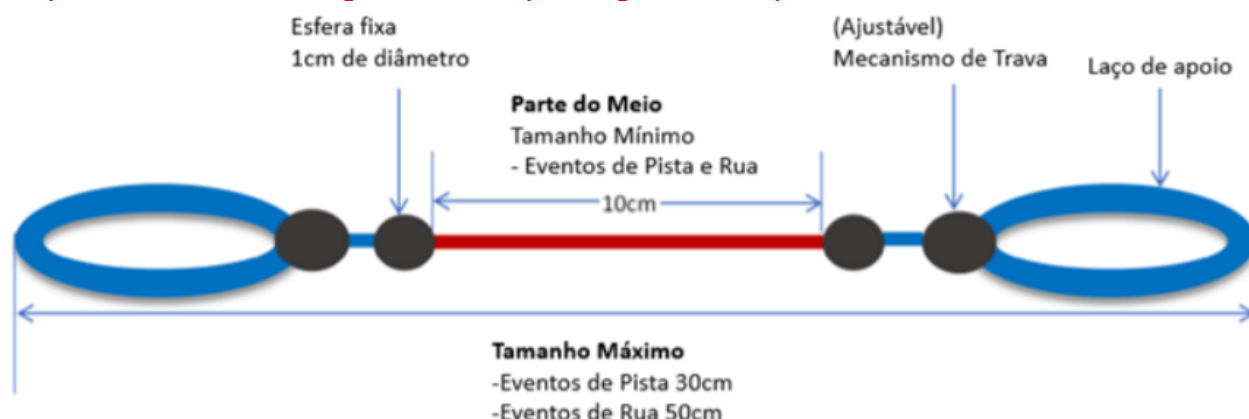 Esfera fixa
1cm de diâmetro
(Ajustável)
Mecanismo de Trava
Laço de apoio
Parte do Meio
Tamanho Mínimo
- Eventos de Pista e Rua
10cm
Tamanho Máximo
-Eventos de Pista 30cm
-Eventos de Rua 50cm